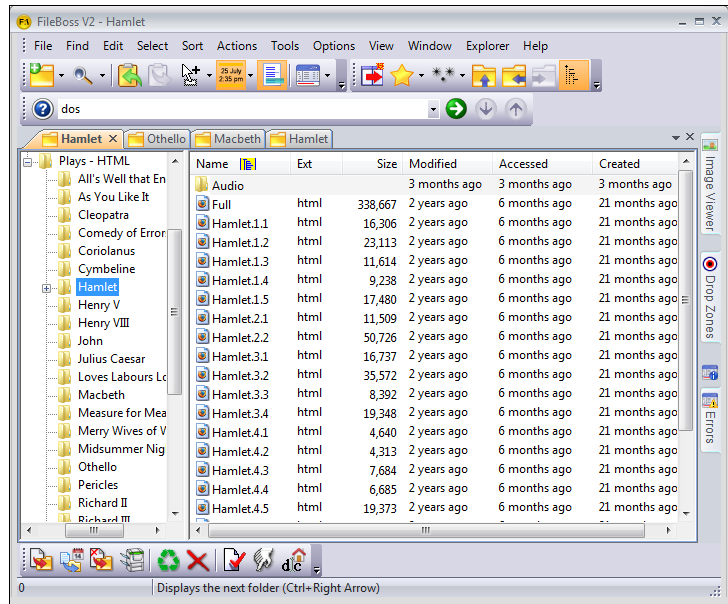 FileBoss V2 - Hamlet
File Find Edit Select Sort Actions Tools Options View Window Explorer Help
25 July
2:35 pm
dos
Hamlet Othello Macbeth Hamlet
Plays - HTML
All's Well that En
As You Like It
Cleopatra
Comedy of Error
Coriolanus
Cymbeline
Hamlet
Henry V
Henry VIII
John
Julius Caesar
Loves Labours Lo
Macbeth
Measure for Mea
Merry Wives of W
Midsummer Nig
Othello
Pericles
Richard II
Richard III
Name Ext Size Modified Accessed Created
Audio 3 months ago 3 months ago 3 months ago
Full html 338,667 2 years ago 6 months ago 21 months ago
Hamlet.1.1 html 16,306 2 years ago 6 months ago 21 months ago
Hamlet.1.2 html 23,113 2 years ago 6 months ago 21 months ago
Hamlet.1.3 html 11,614 2 years ago 6 months ago 21 months ago
Hamlet.1.4 html 9,238 2 years ago 6 months ago 21 months ago
Hamlet.1.5 html 17,480 2 years ago 6 months ago 21 months ago
Hamlet.2.1 html 11,509 2 years ago 6 months ago 21 months ago
Hamlet.2.2 html 50,726 2 years ago 6 months ago 21 months ago
Hamlet.3.1 html 16,737 2 years ago 6 months ago 21 months ago
Hamlet.3.2 html 35,572 2 years ago 6 months ago 21 months ago
Hamlet.3.3 html 8,392 2 years ago 6 months ago 21 months ago
Hamlet.3.4 html 19,348 2 years ago 6 months ago 21 months ago
Hamlet.4.1 html 4,640 2 years ago 6 months ago 21 months ago
Hamlet.4.2 html 4,313 2 years ago 6 months ago 21 months ago
Hamlet.4.3 html 7,684 2 years ago 6 months ago 21 months ago
Hamlet.4.4 html 6,685 2 years ago 6 months ago 21 months ago
Hamlet.4.5 html 19,373 2 years ago 6 months ago 21 months ago
Image Viewer
Drop Zones
Errors
d c
0 Displays the next folder (Ctrl+Right Arrow)